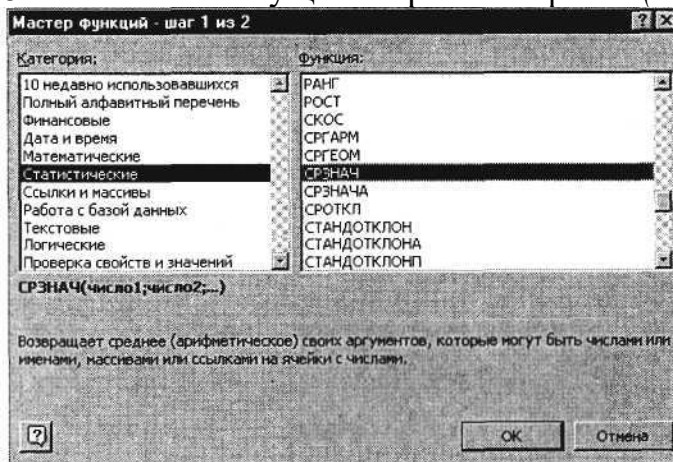 Мастер функций - шаг 1 из 2
Категория:
10 недавно использовавшихся
Полный алфавитный перечень
Финансовые
Дата и время
Математические
Статистические
Ссылки и массивы
Работа с базой данных
Текстовые
Логические
Проверка свойств и значений
Функция:
РАНГ
РОСТ
СКОС
СРГАРМ
СРГЕОМ
СРЗНАЧ
СРЗНАЧА
СРОТКЛ
СТАНДОТКЛОН
СТАНДОТКЛОНА
СТАНДОТКЛОНП
СРЗНАЧ(число1;число2;...)
Возвращает среднее (арифметическое) своих аргументов, которые могут быть числами или
именами, массивами или ссылками на ячейки с числами.
OK
Отмена